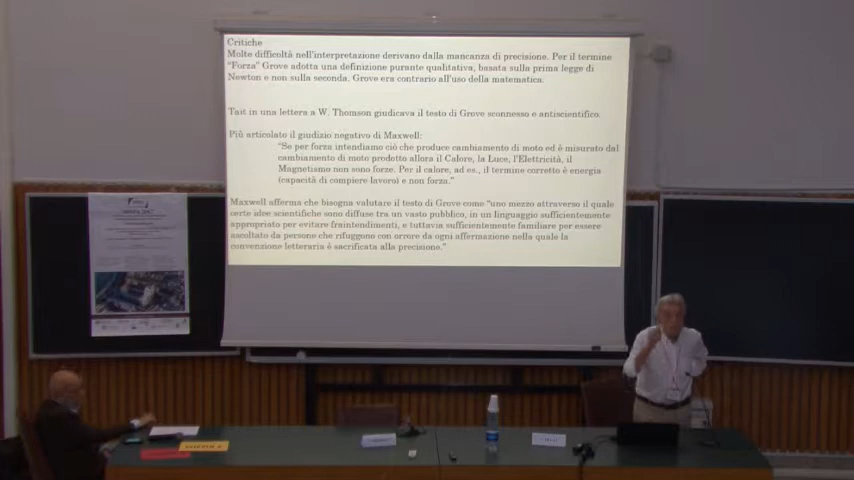 Critiche
Molte difficoltà nell'interpretazione derivano dalla mancanza di precisione. Per il termine
"Forza" Grove adotta una definizione purante qualitativa, basata sulla prima legge di
Newton e non sulla seconda. Grove era contrario all'uso della matematica.
Tait in una lettera a W. Thomson giudicava il testo di Grove sconnesso e antiscientifico.
Più articolato il giudizio negativo di Maxwell:
"Se per forza intendiamo ciò che produce cambiamento di moto ed è misurato dal
cambiamento di moto prodotto allora il Calore, la Luce, l'Elettricità, il
Magnetismo non sono forze. Per il calore, ad es., il termine corretto è energia
(capacità di compiere lavoro) e non forza."
Maxwell afferma che bisogna valutare il testo di Grove come "uno mezzo attraverso il quale
certe idee scientifiche sono diffuse tra un vasto pubblico, in un linguaggio sufficientemente
appropriato per evitare fraintendimenti, e tuttavia sufficientemente familiare per essere
ascoltato da persone che rifuggono con orrore da ogni affermazione nella quale la
convenzione letteraria è sacrificata alla precisione."